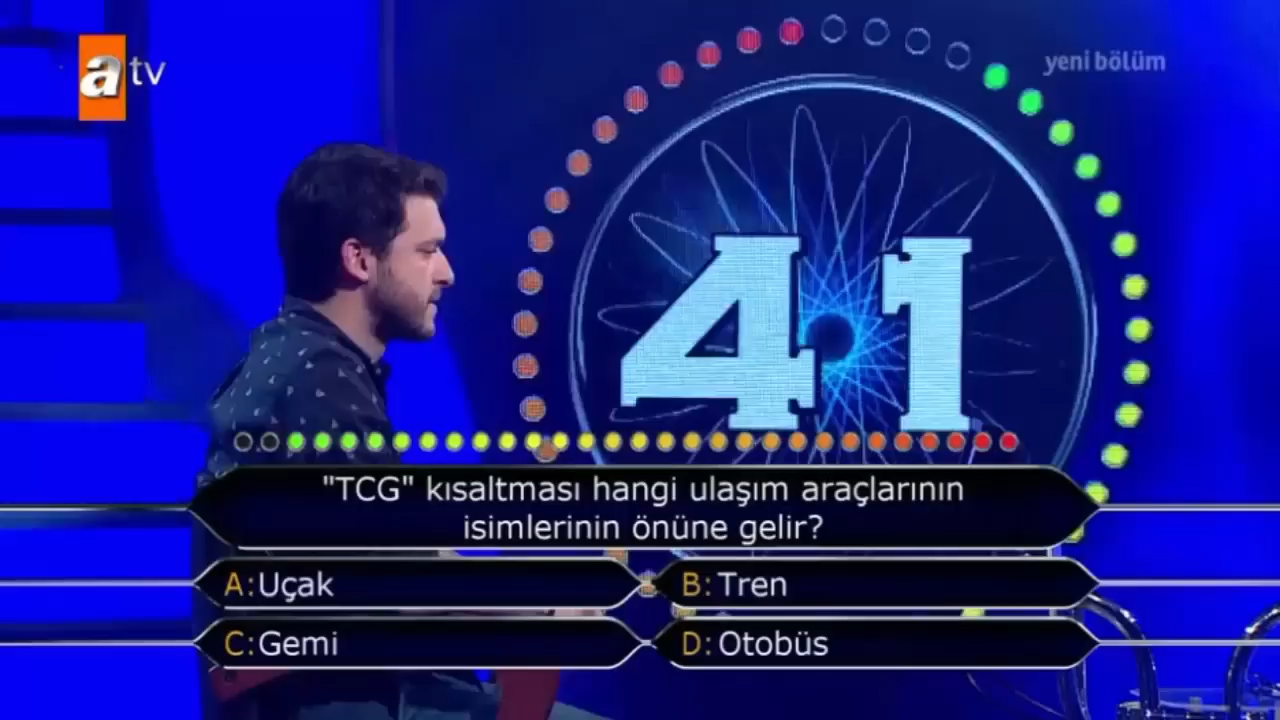 atv
yeni bölüm
41
"TCG" kısaltması hangi ulaşım araçlarının
isimlerinin önüne gelir?
A:Uçak
B:Tren
C:Gemi
D:Otobüs